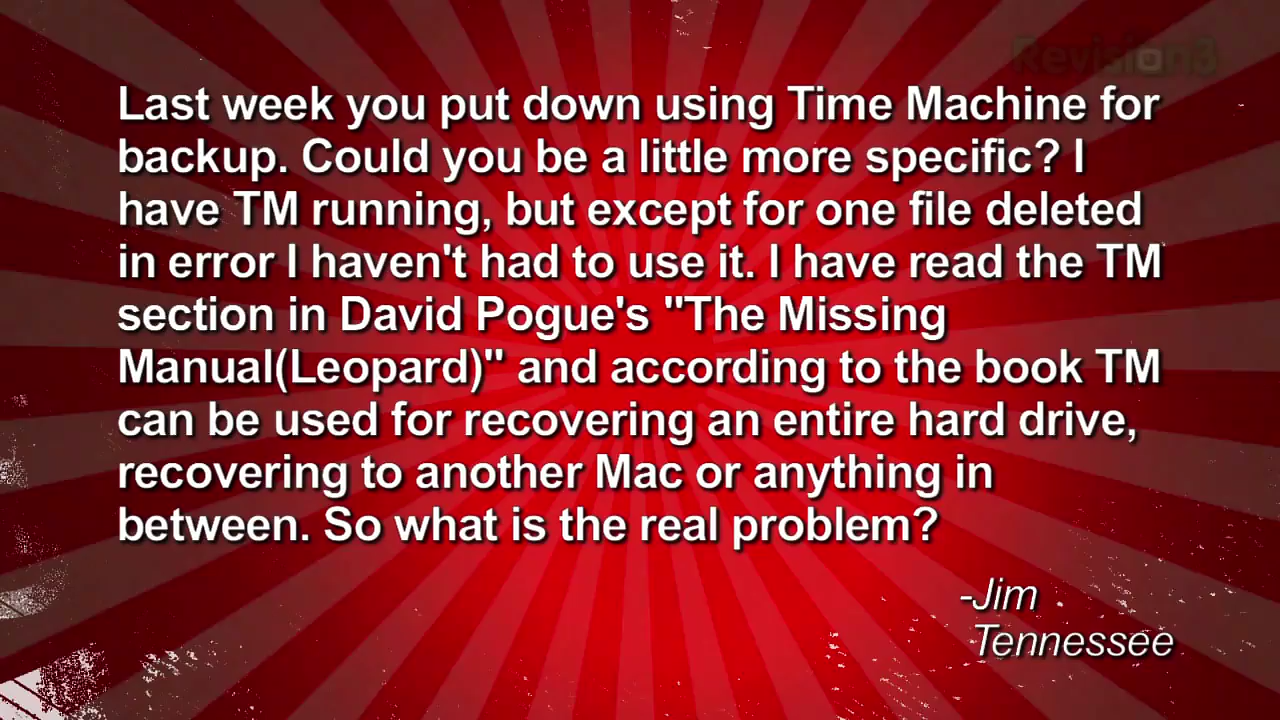 Revision3
Last week you put down using Time Machine for
backup. Could you be a little more specific? I
have TM running, but except for one file deleted
in error I haven't had to use it. I have read the TM
section in David Pogue's "The Missing
Manual(Leopard)" and according to the book TM
can be used for recovering an entire hard drive,
recovering to another Mac or anything in
between. So what is the real problem?
-Jim
Tennessee